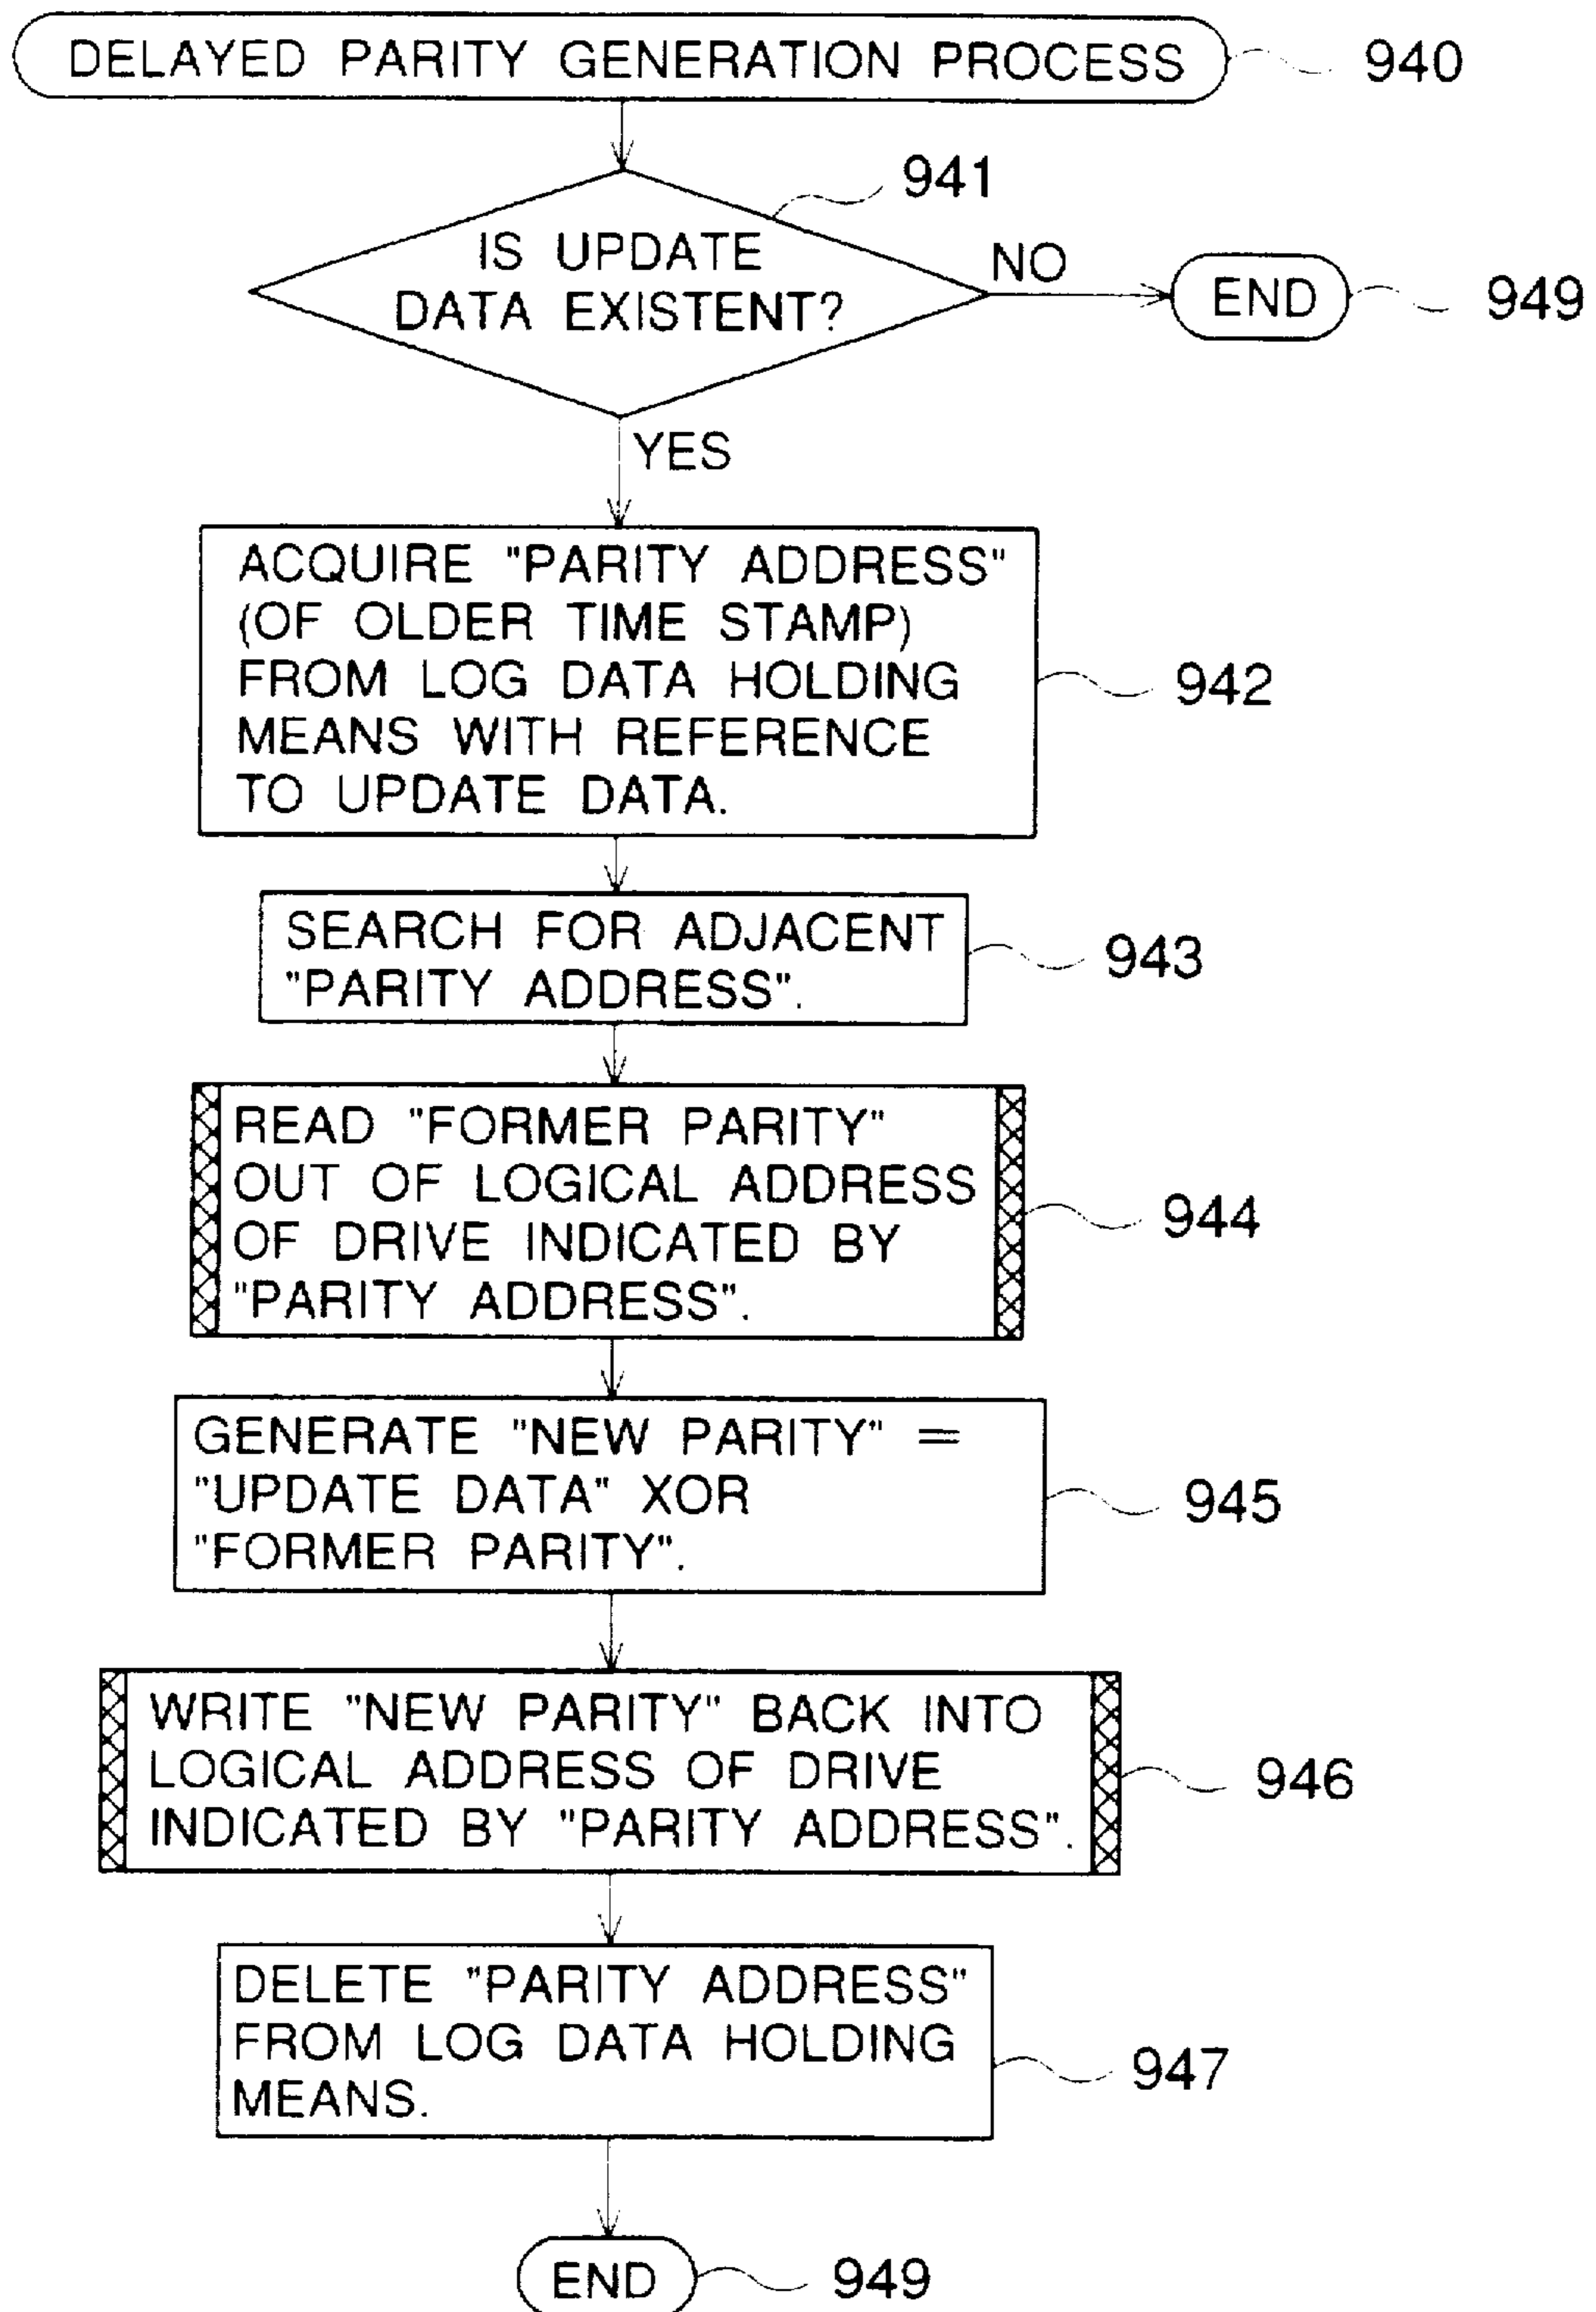 DELAYED PARITY GENERATION PROCESS 940
941
IS UPDATE
DATA EXISTENT?
NO
END 949
YES
ACQUIRE "PARITY ADDRESS"
(OF OLDER TIME STAMP)
FROM LOG DATA HOLDING
MEANS WITH REFERENCE
TO UPDATE DATA.
942
SEARCH FOR ADJACENT
"PARITY ADDRESS".
943
READ "FORMER PARITY"
OUT OF LOGICAL ADDRESS
OF DRIVE INDICATED BY
"PARITY ADDRESS".
944
GENERATE "NEW PARITY" =
"UPDATE DATA" XOR
"FORMER PARITY".
945
WRITE "NEW PARITY" BACK INTO
LOGICAL ADDRESS OF DRIVE
INDICATED BY "PARITY ADDRESS".
946
DELETE "PARITY ADDRESS"
FROM LOG DATA HOLDING
MEANS.
947
END 949